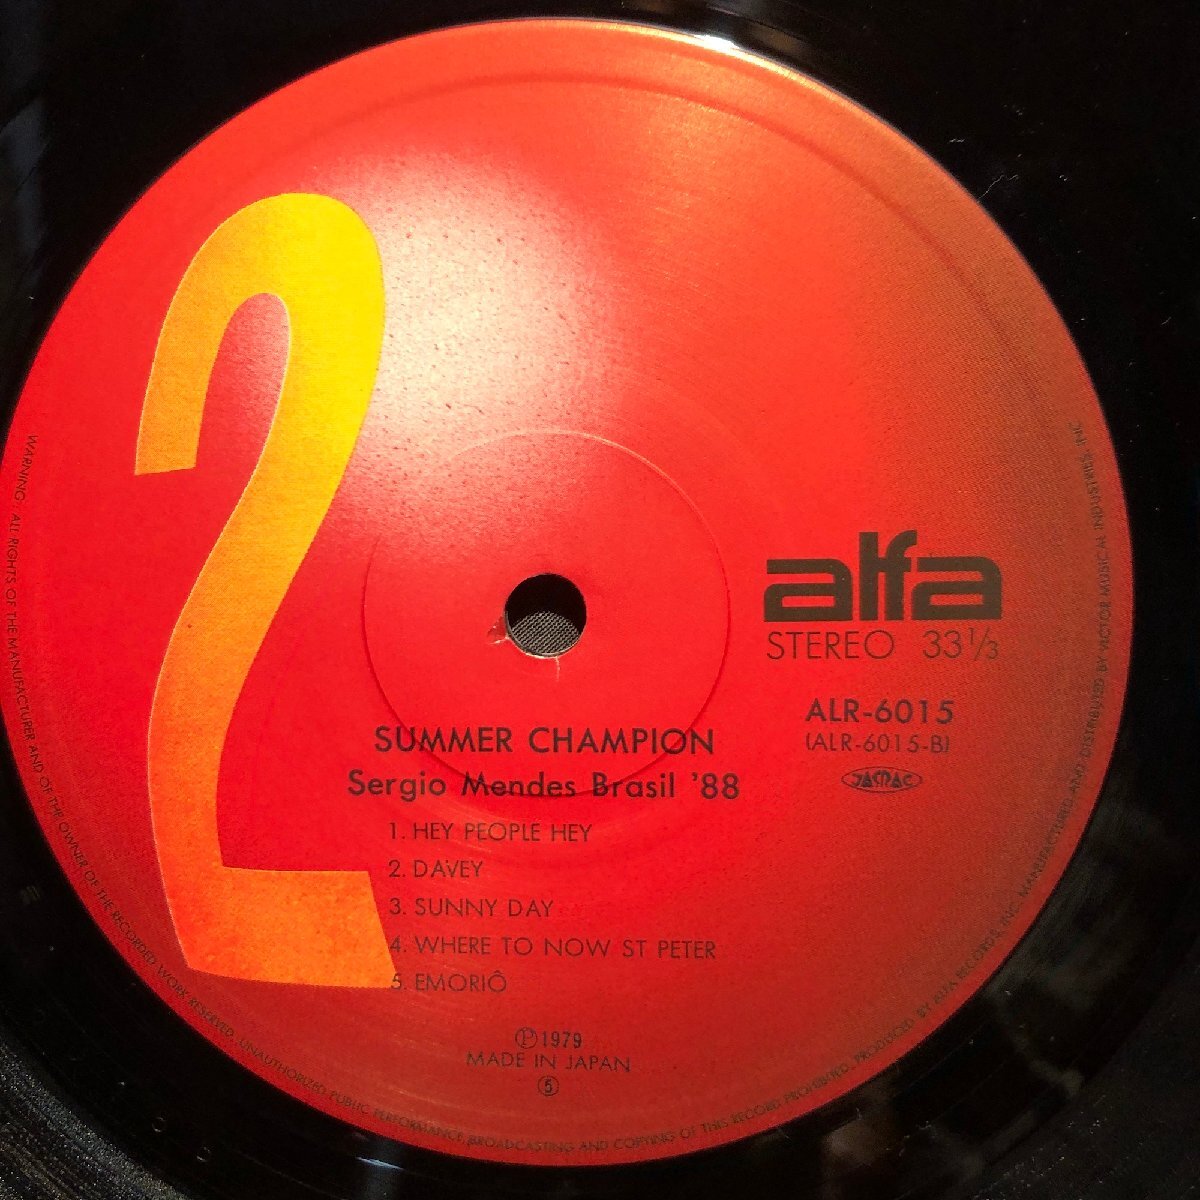 2
alfa
STEREO 33⅓
ALR-6015
(ALR-6015-B)
JASRAC
SUMMER CHAMPION
Sergio Mendes Brasil '88
1. HEY PEOPLE HEY
2. DAVEY
3. SUNNY DAY
4. WHERE TO NOW ST PETER
5. EMORIÔ
Ⓟ1979
MADE IN JAPAN
⑤
WARNING: ALL RIGHTS OF THE MANUFACTURER AND OF THE OWNER OF THE RECORDED WORK RESERVED. UNAUTHORIZED PUBLIC PERFORMANCE, BROADCASTING AND COPYING OF THIS RECORD PROHIBITED. PRODUCED BY ALFA RECORDS, INC. MANUFACTURED AND DISTRIBUTED BY VICTOR MUSICAL INDUSTRIES, INC.